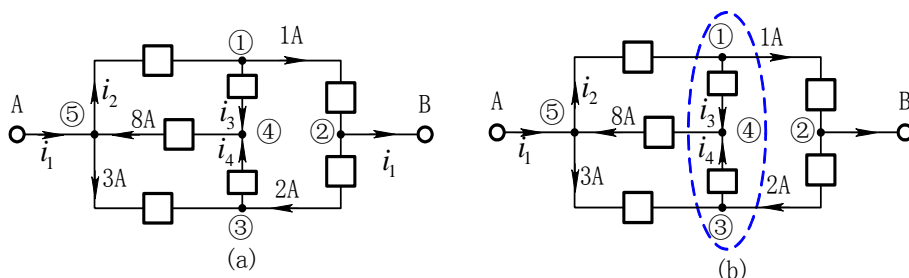 ① 1A
A i₂ B
⑤ 8A i₃ ④ ②
i₁ i₄ i₁
3A 2A
③
(a)
① 1A
A i₂ B
⑤ 8A i₃ ④ ②
i₁ i₄ i₁
3A 2A
③
(b)